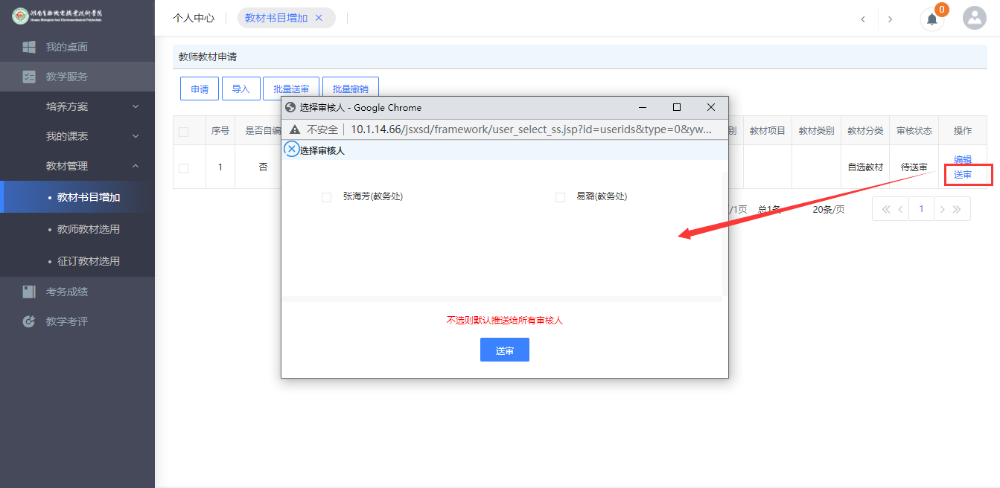 湖南生物机电职业技术学院
Hunan Biological And Electromechanical Polytechnic
个人中心
教材书目增加
0
我的桌面
教学服务
培养方案
我的课表
教材管理
教材书目增加
教师教材选用
征订教材选用
考务成绩
教学考评
教师教材申请
申请 导入 批量送审 批量撤销
序号 是否自编 别 教材项目 教材类别 教材分类 审核状态 操作
1 否 自选教材 待送审 编辑
送审
/1页 总1条 20条/页 1
选择审核人 - Google Chrome
不安全 10.1.14.66/jsxsd/framework/user_select_ss.jsp?id=userids&type=0&yw...
选择审核人
张海芳(教务处) 易璐(教务处)
不选则默认推送给所有审核人
送审